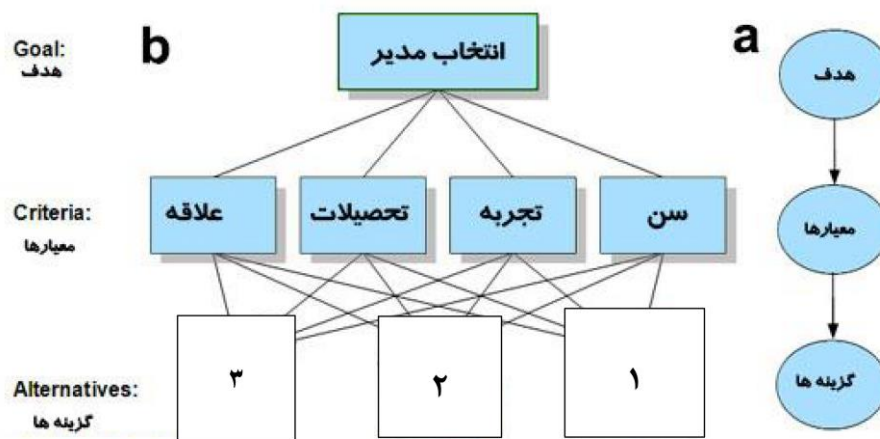 Goal:
هدف
b
انتخاب مدیر
a
هدف
Criteria:
معیارها
علاقه
تحصیلات
تجربه
سن
معیارها
Alternatives:
گزینه ها
۳
۲
۱
گزینه ها